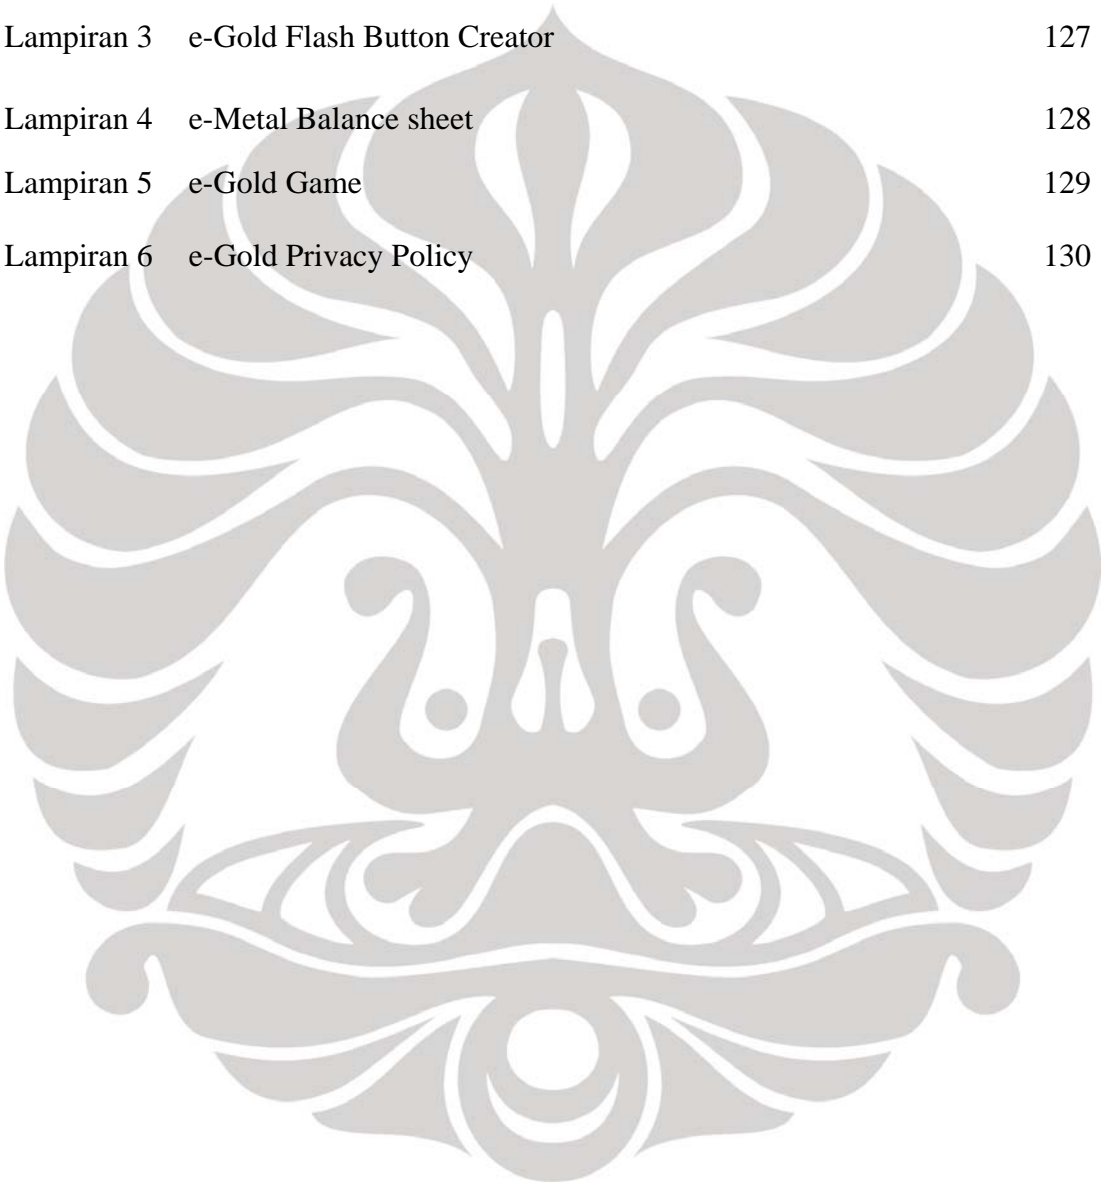 Lampiran 3 e-Gold Flash Button Creator 127
Lampiran 4 e-Metal Balance sheet 128
Lampiran 5 e-Gold Game 129
Lampiran 6 e-Gold Privacy Policy 130